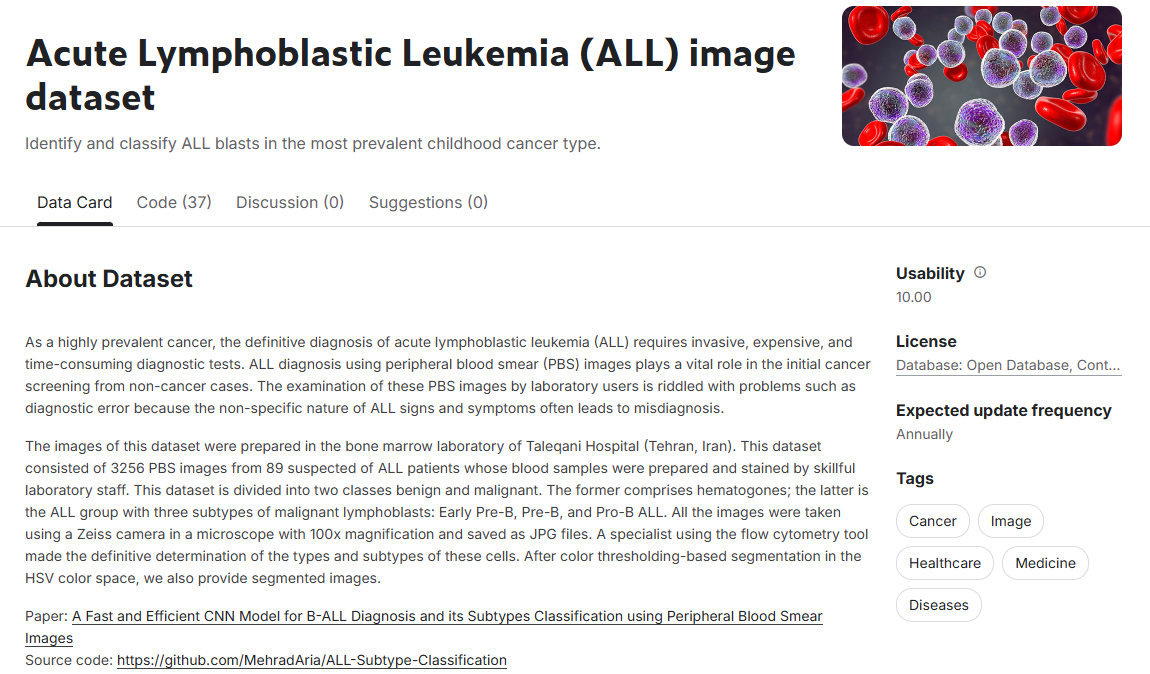 Acute Lymphoblastic Leukemia (ALL) image
dataset
Identify and classify ALL blasts in the most prevalent childhood cancer type.
Data Card
Code (37)
Discussion (0)
Suggestions (0)
About Dataset
As a highly prevalent cancer, the definitive diagnosis of acute lymphoblastic leukemia (ALL) requires invasive, expensive, and
time-consuming diagnostic tests. ALL diagnosis using peripheral blood smear (PBS) images plays a vital role in the initial cancer
screening from non-cancer cases. The examination of these PBS images by laboratory users is riddled with problems such as
diagnostic error because the non-specific nature of ALL signs and symptoms often leads to misdiagnosis.
The images of this dataset were prepared in the bone marrow laboratory of Taleqani Hospital (Tehran, Iran). This dataset
consisted of 3256 PBS images from 89 suspected of ALL patients whose blood samples were prepared and stained by skillful
laboratory staff. This dataset is divided into two classes benign and malignant. The former comprises hematogones; the latter is
the ALL group with three subtypes of malignant lymphoblasts: Early Pre-B, Pre-B, and Pro-B ALL. All the images were taken
using a Zeiss camera in a microscope with 100x magnification and saved as JPG files. A specialist using the flow cytometry tool
made the definitive determination of the types and subtypes of these cells. After color thresholding-based segmentation in the
HSV color space, we also provide segmented images.
Paper: A Fast and Efficient CNN Model for B-ALL Diagnosis and its Subtypes Classification using Peripheral Blood Smear
Images
Source code: https://github.com/MehradAria/ALL-Subtype-Classification
Usability
10.00
License
Database: Open Database, Cont...
Expected update frequency
Annually
Tags
Cancer
Image
Healthcare
Medicine
Diseases